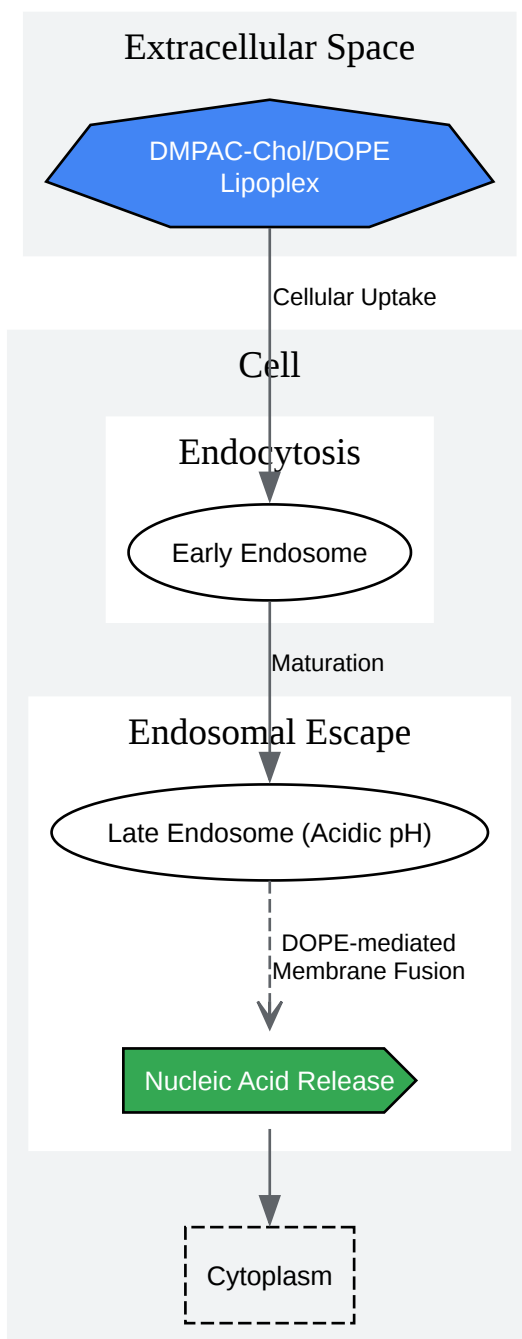 Extracellular Space
DMPAC-Chol/DOPE
Lipoplex
Cellular Uptake
Cell
Endocytosis
Early Endosome
Maturation
Endosomal Escape
Late Endosome (Acidic pH)
DOPE-mediated
Membrane Fusion
Nucleic Acid Release
Cytoplasm